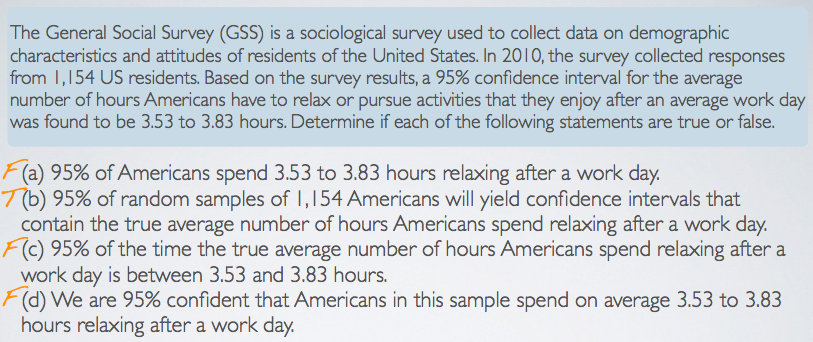 The General Social Survey (GSS) is a sociological survey used to collect data on demographic
characteristics and attitudes of residents of the United States. In 2010, the survey collected responses
from 1,154 US residents. Based on the survey results, a 95% confidence interval for the average
number of hours Americans have to relax or pursue activities that they enjoy after an average work day
was found to be 3.53 to 3.83 hours. Determine if each of the following statements are true or false.
F (a) 95% of Americans spend 3.53 to 3.83 hours relaxing after a work day.
T (b) 95% of random samples of 1,154 Americans will yield confidence intervals that
contain the true average number of hours Americans spend relaxing after a work day.
F (c) 95% of the time the true average number of hours Americans spend relaxing after a
work day is between 3.53 and 3.83 hours.
F (d) We are 95% confident that Americans in this sample spend on average 3.53 to 3.83
hours relaxing after a work day.